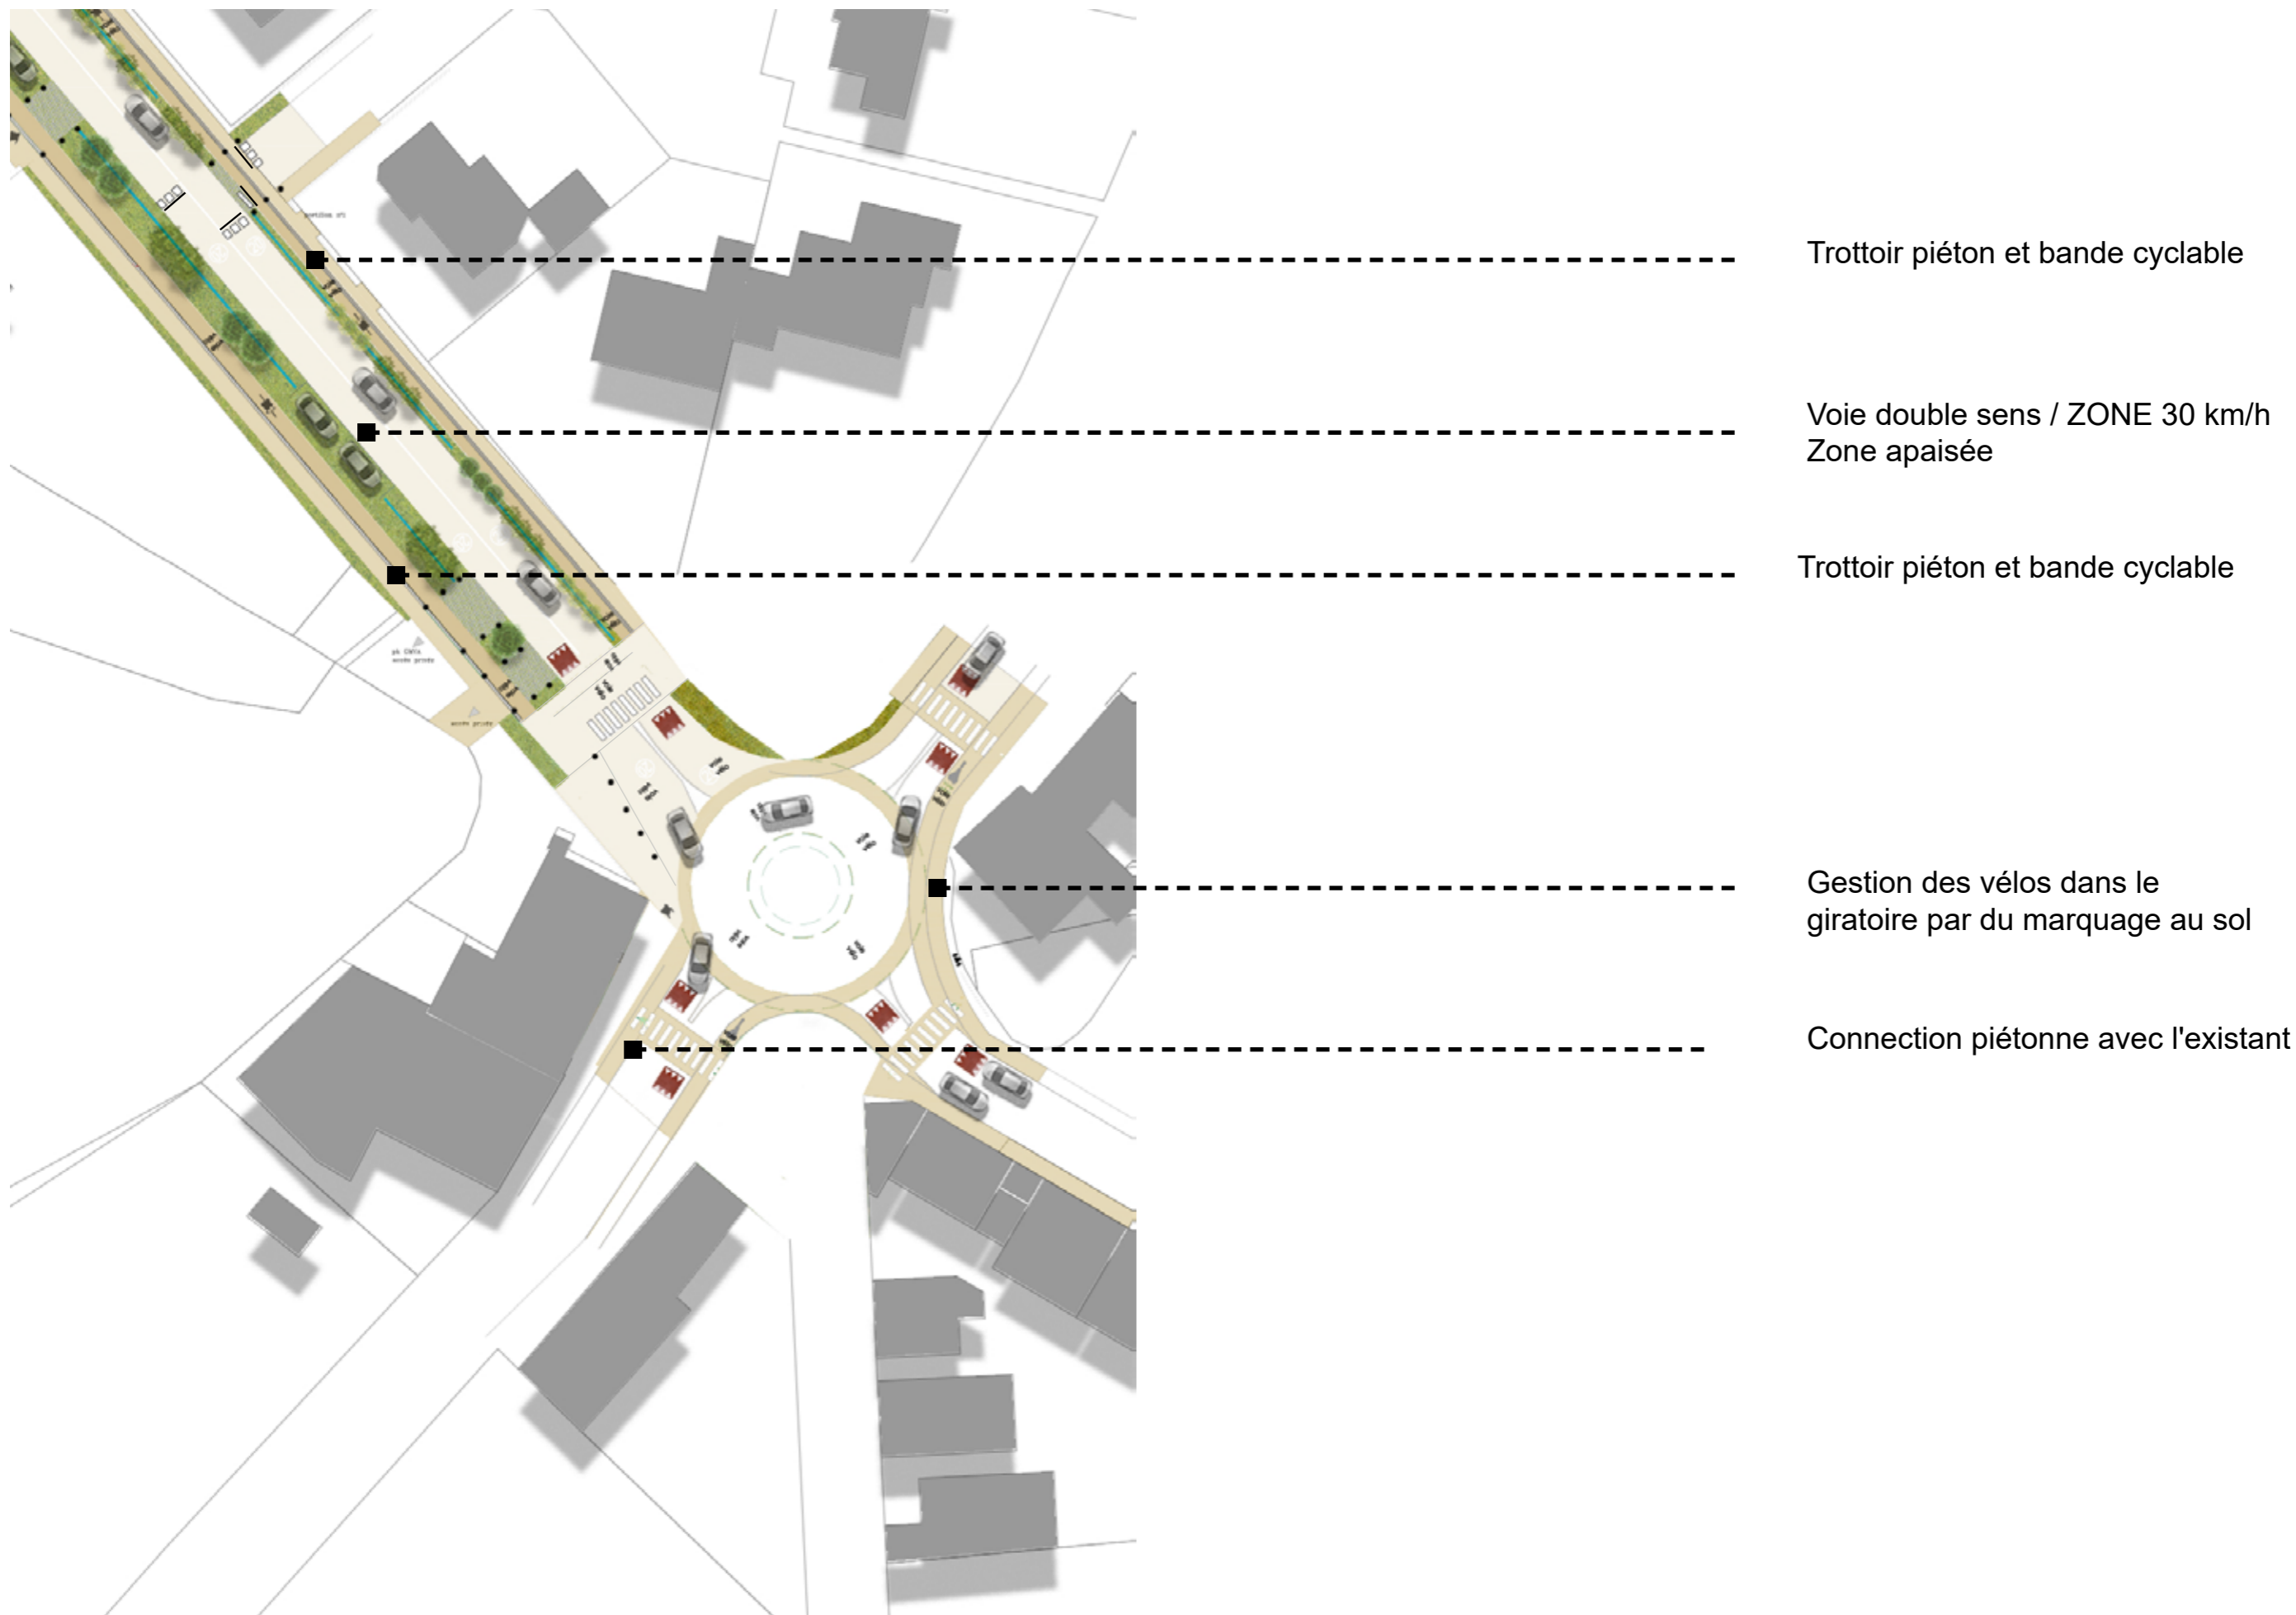 Trottoir piéton et bande cyclable
Voie double sens / ZONE 30 km/h
Zone apaisée
Trottoir piéton et bande cyclable
Gestion des vélos dans le
giratoire par du marquage au sol
Connection piétonne avec l'existant